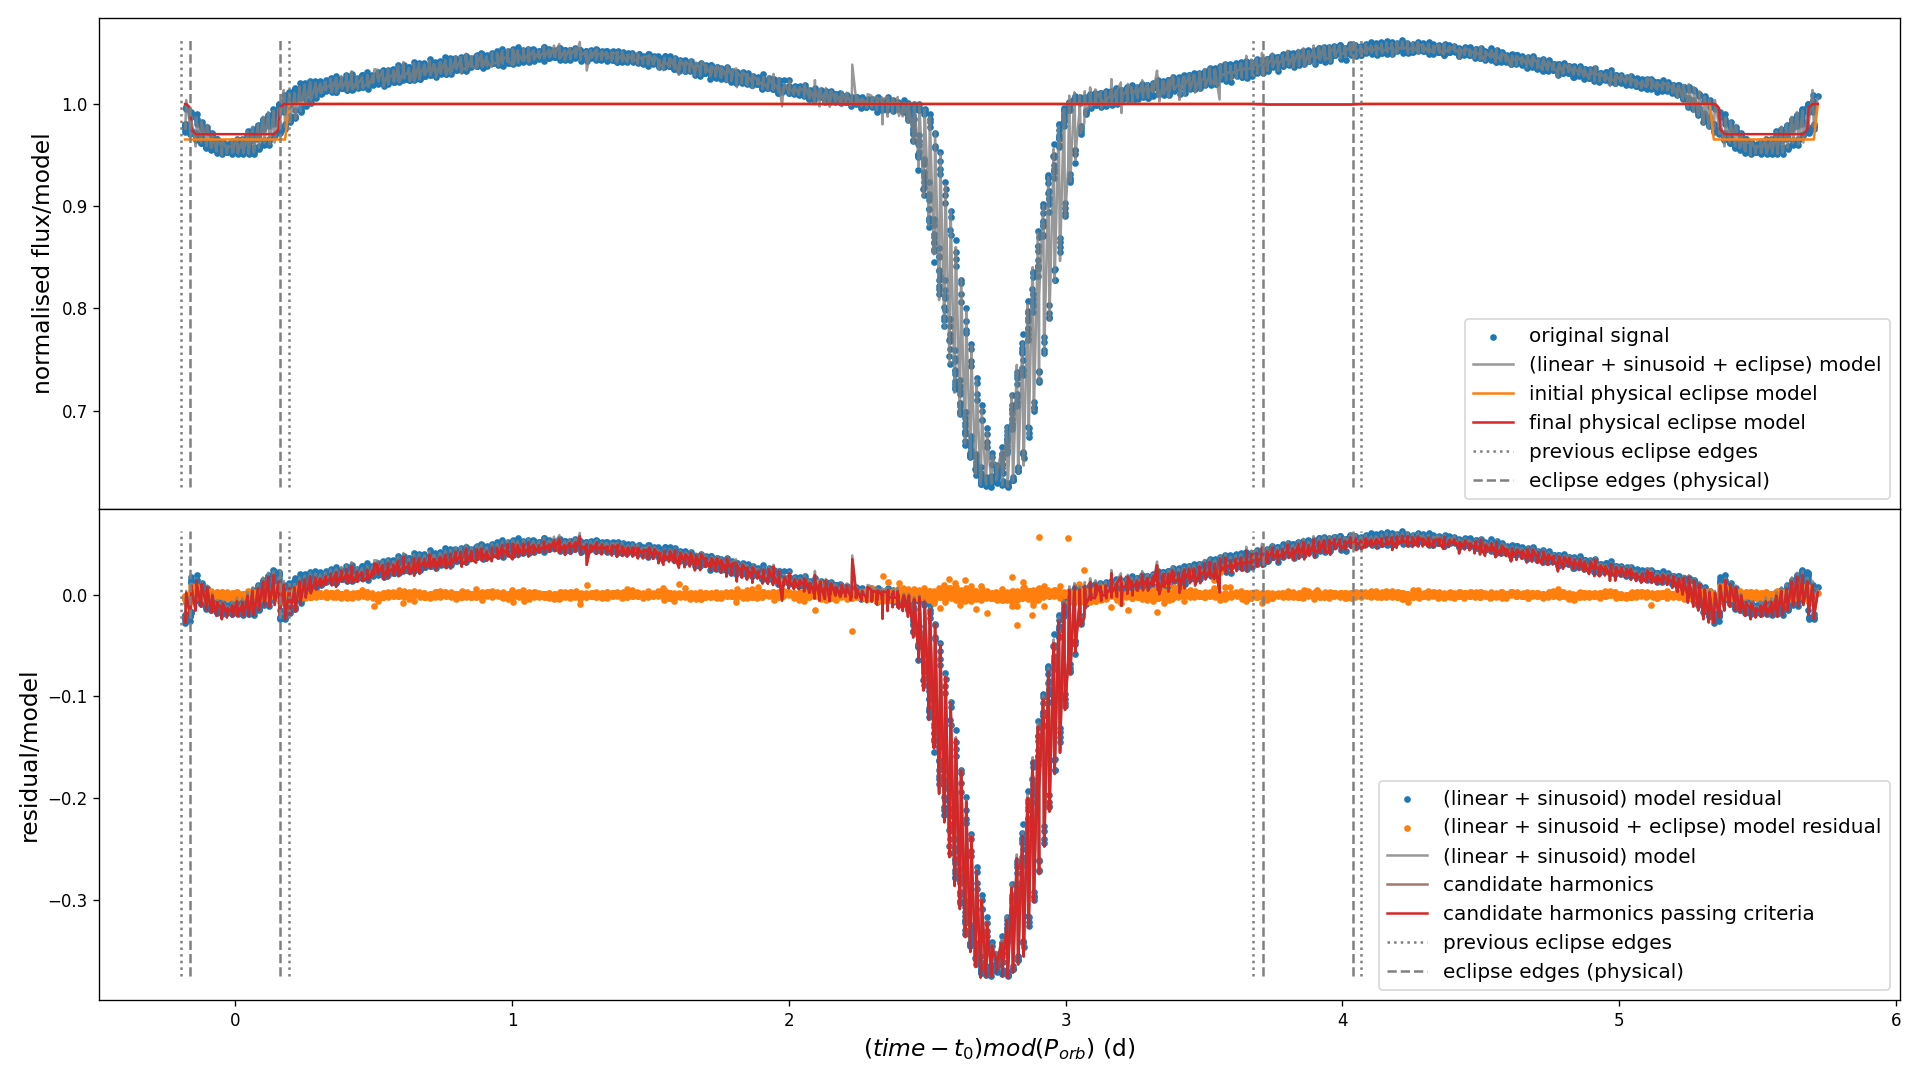 normalised flux/model
1.0
0.9
0.8
0.7
original signal
(linear + sinusoid + eclipse) model
initial physical eclipse model
final physical eclipse model
previous eclipse edges
eclipse edges (physical)
residual/model
0.0
−0.1
−0.2
−0.3
(linear + sinusoid) model residual
(linear + sinusoid + eclipse) model residual
(linear + sinusoid) model
candidate harmonics
candidate harmonics passing criteria
previous eclipse edges
eclipse edges (physical)
0 1 2 3 4 5 6
(time − t₀)mod(Pₒᵣb) (d)